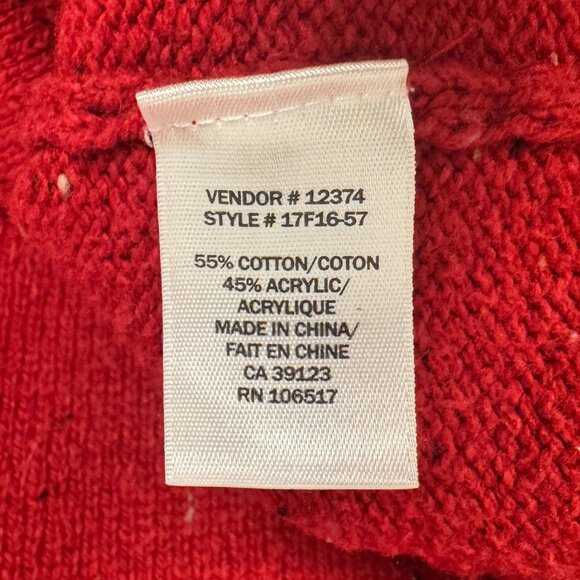 VENDOR # 12374
STYLE # 17F16-57
55% COTTON/COTON
45% ACRYLIC/
ACRYLIQUE
MADE IN CHINA/
FAIT EN CHINE
CA 39123
RN 106517